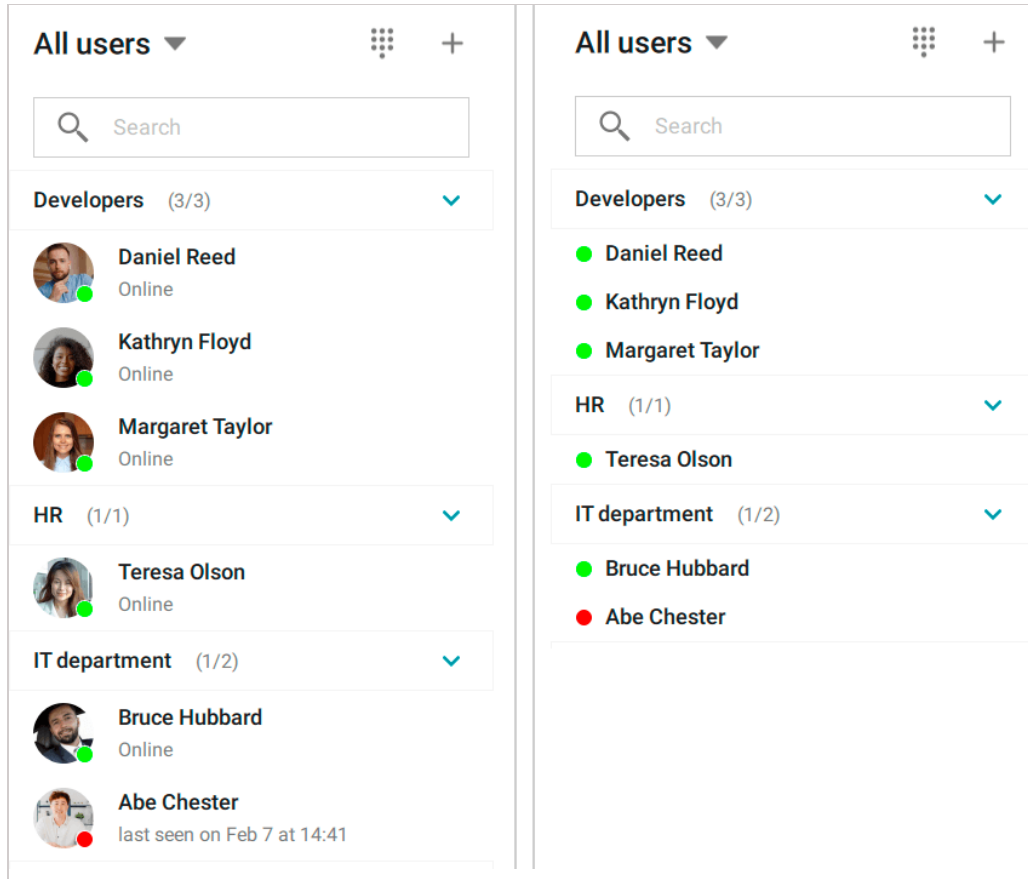 All users
Search
Developers (3/3)
Daniel Reed
Online
Kathryn Floyd
Online
Margaret Taylor
Online
HR (1/1)
Teresa Olson
Online
IT department (1/2)
Bruce Hubbard
Online
Abe Chester
last seen on Feb 7 at 14:41
All users
Search
Developers (3/3)
Daniel Reed
Kathryn Floyd
Margaret Taylor
HR (1/1)
Teresa Olson
IT department (1/2)
Bruce Hubbard
Abe Chester